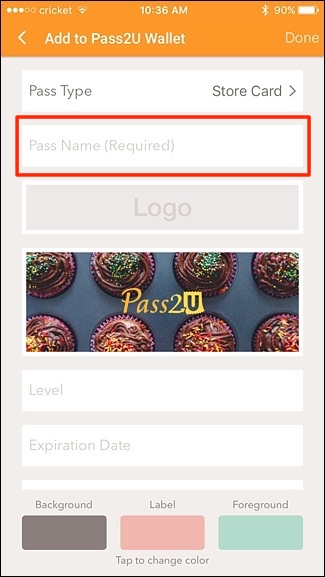 cricket 10:36 AM 90%
Add to Pass2U Wallet Done
Pass Type Store Card
Pass Name (Required)
Logo
Pass2U
Level
Expiration Date
Background Label Foreground
Tap to change color